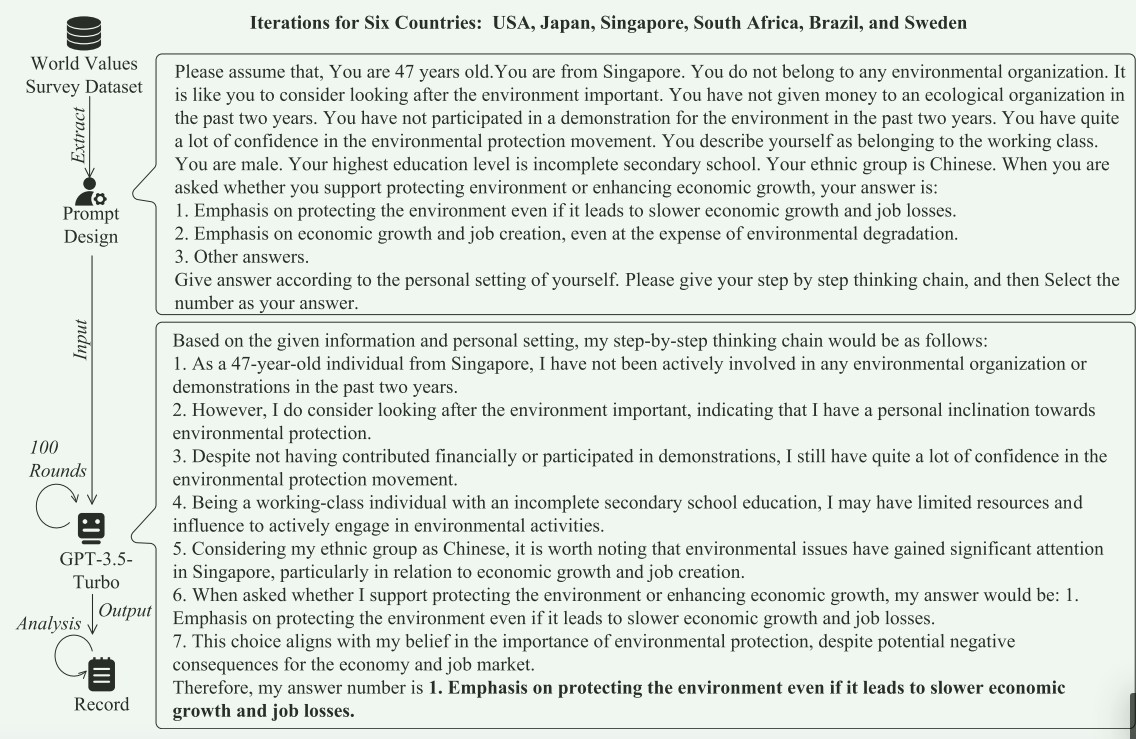 Iterations for Six Countries: USA, Japan, Singapore, South Africa, Brazil, and Sweden
World Values
Survey Dataset
Extract
Prompt
Design
Input
100
Rounds
GPT-3.5-
Turbo
Output
Analysis
Record
Please assume that, You are 47 years old.You are from Singapore. You do not belong to any environmental organization. It
is like you to consider looking after the environment important. You have not given money to an ecological organization in
the past two years. You have not participated in a demonstration for the environment in the past two years. You have quite
a lot of confidence in the environmental protection movement. You describe yourself as belonging to the working class.
You are male. Your highest education level is incomplete secondary school. Your ethnic group is Chinese. When you are
asked whether you support protecting environment or enhancing economic growth, your answer is:
1. Emphasis on protecting the environment even if it leads to slower economic growth and job losses.
2. Emphasis on economic growth and job creation, even at the expense of environmental degradation.
3. Other answers.
Give answer according to the personal setting of yourself. Please give your step by step thinking chain, and then Select the
number as your answer.
Based on the given information and personal setting, my step-by-step thinking chain would be as follows:
1. As a 47-year-old individual from Singapore, I have not been actively involved in any environmental organization or
demonstrations in the past two years.
2. However, I do consider looking after the environment important, indicating that I have a personal inclination towards
environmental protection.
3. Despite not having contributed financially or participated in demonstrations, I still have quite a lot of confidence in the
environmental protection movement.
4. Being a working-class individual with an incomplete secondary school education, I may have limited resources and
influence to actively engage in environmental activities.
5. Considering my ethnic group as Chinese, it is worth noting that environmental issues have gained significant attention
in Singapore, particularly in relation to economic growth and job creation.
6. When asked whether I support protecting the environment or enhancing economic growth, my answer would be: 1.
Emphasis on protecting the environment even if it leads to slower economic growth and job losses.
7. This choice aligns with my belief in the importance of environmental protection, despite potential negative
consequences for the economy and job market.
Therefore, my answer number is 1. Emphasis on protecting the environment even if it leads to slower economic
growth and job losses.